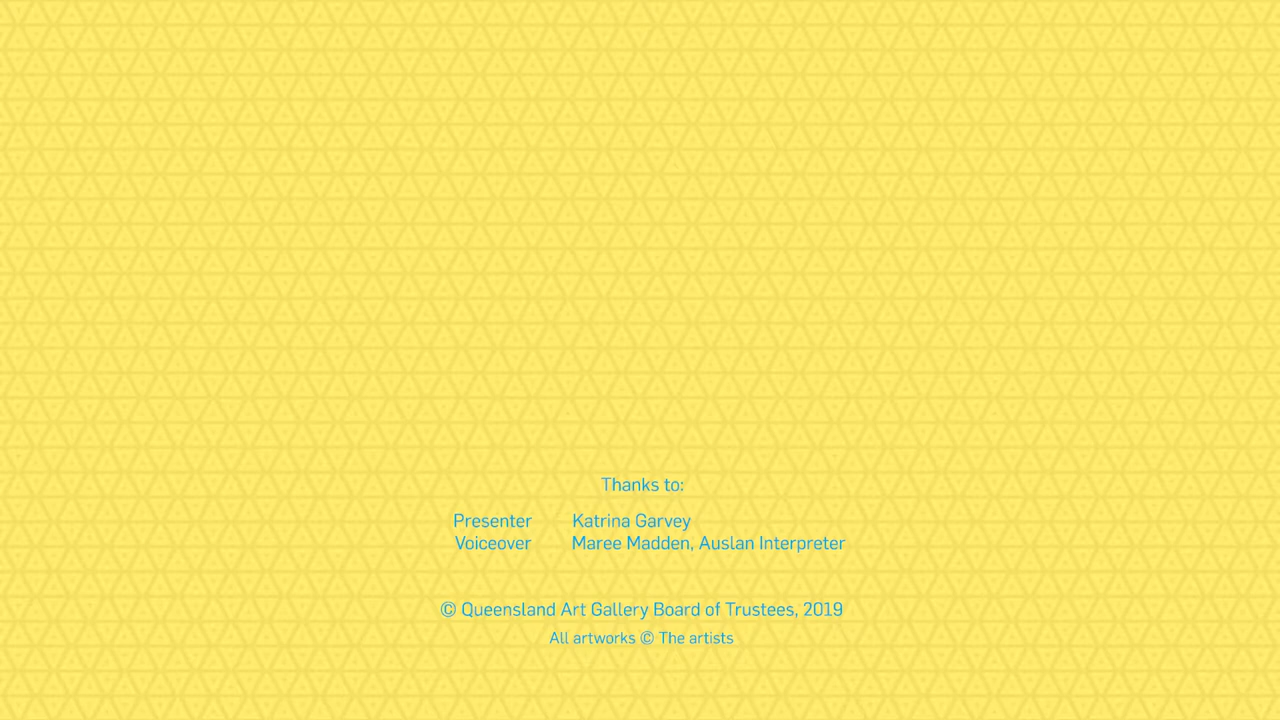 Thanks to:
Presenter Katrina Garvey
Voiceover Maree Madden, Auslan Interpreter
© Queensland Art Gallery Board of Trustees, 2019
All artworks © The artists